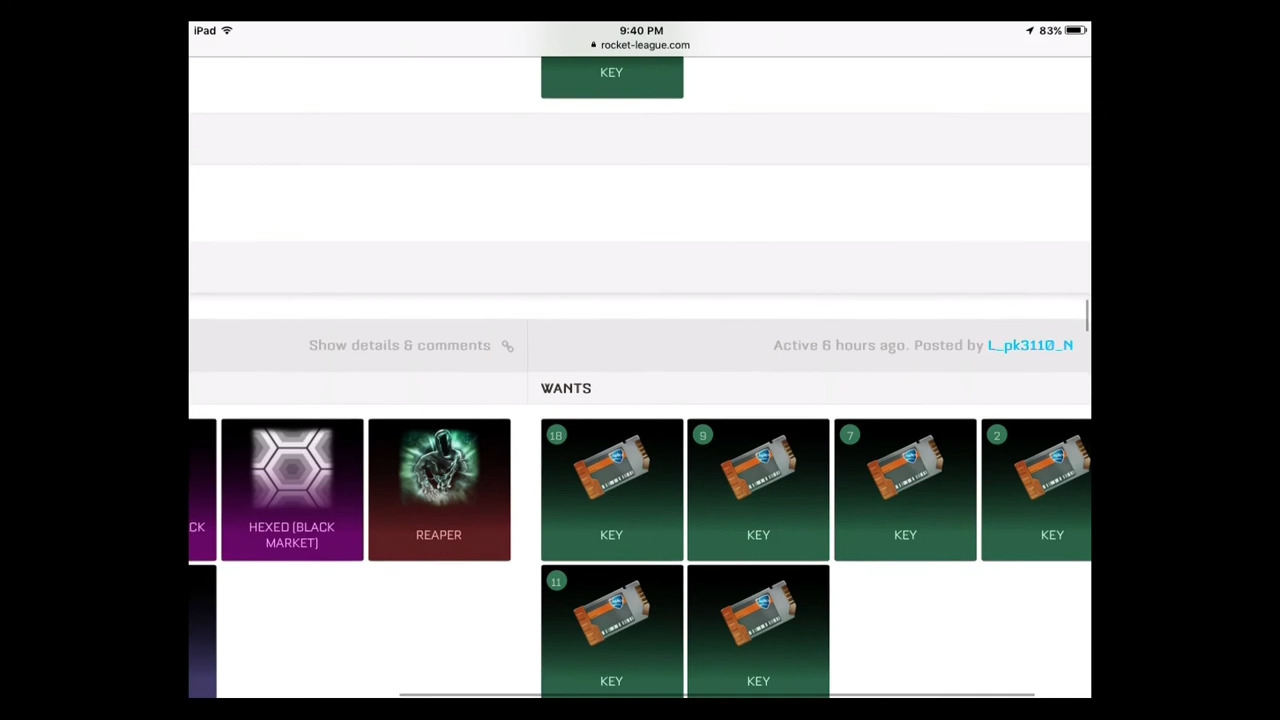 iPad 9:40 PM 83%
rocket-league.com
KEY
Show details & comments Active 6 hours ago. Posted by L_pk3110_N
WANTS
18 9 7 2
CK HEXED (BLACK MARKET) REAPER KEY KEY KEY KEY
11
KEY KEY